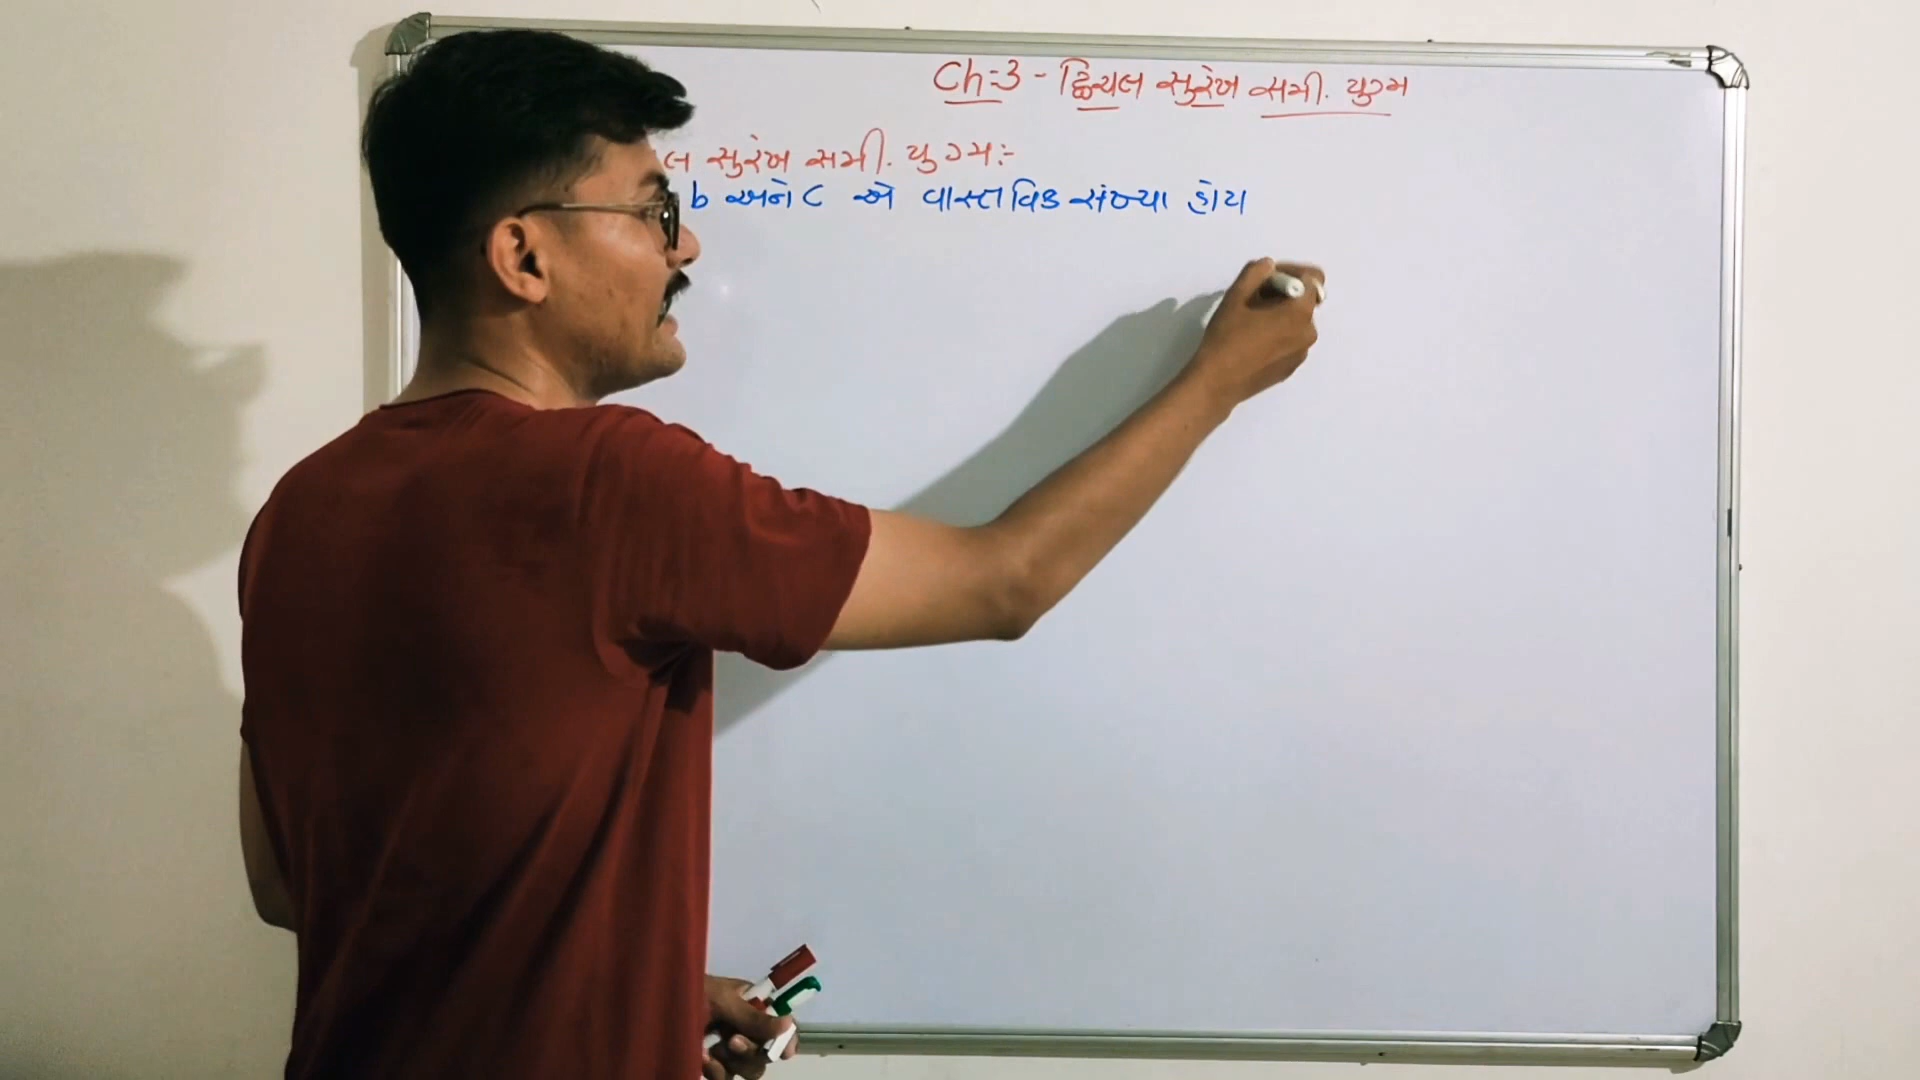 Ch=3 - દ્વિચલ સુરેખ સમી. યુગ્મ
લ સુરેખ સમી. યુગ્મ:-
b અને C એ વાસ્તવિક સંખ્યા હોય